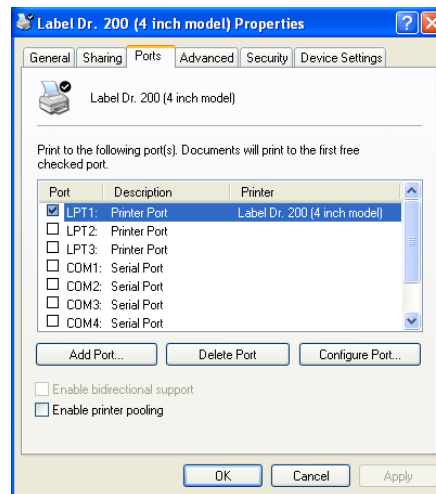 Label Dr. 200 (4 inch model) Properties
General Sharing Ports Advanced Security Device Settings
Label Dr. 200 (4 inch model)
Print to the following port(s). Documents will print to the first free
checked port.
Port Description Printer
LPT1: Printer Port Label Dr. 200 (4 inch model)
LPT2: Printer Port
LPT3: Printer Port
COM1: Serial Port
COM2: Serial Port
COM3: Serial Port
COM4: Serial Port
Add Port... Delete Port Configure Port...
Enable bidirectional support
Enable printer pooling
OK Cancel Apply